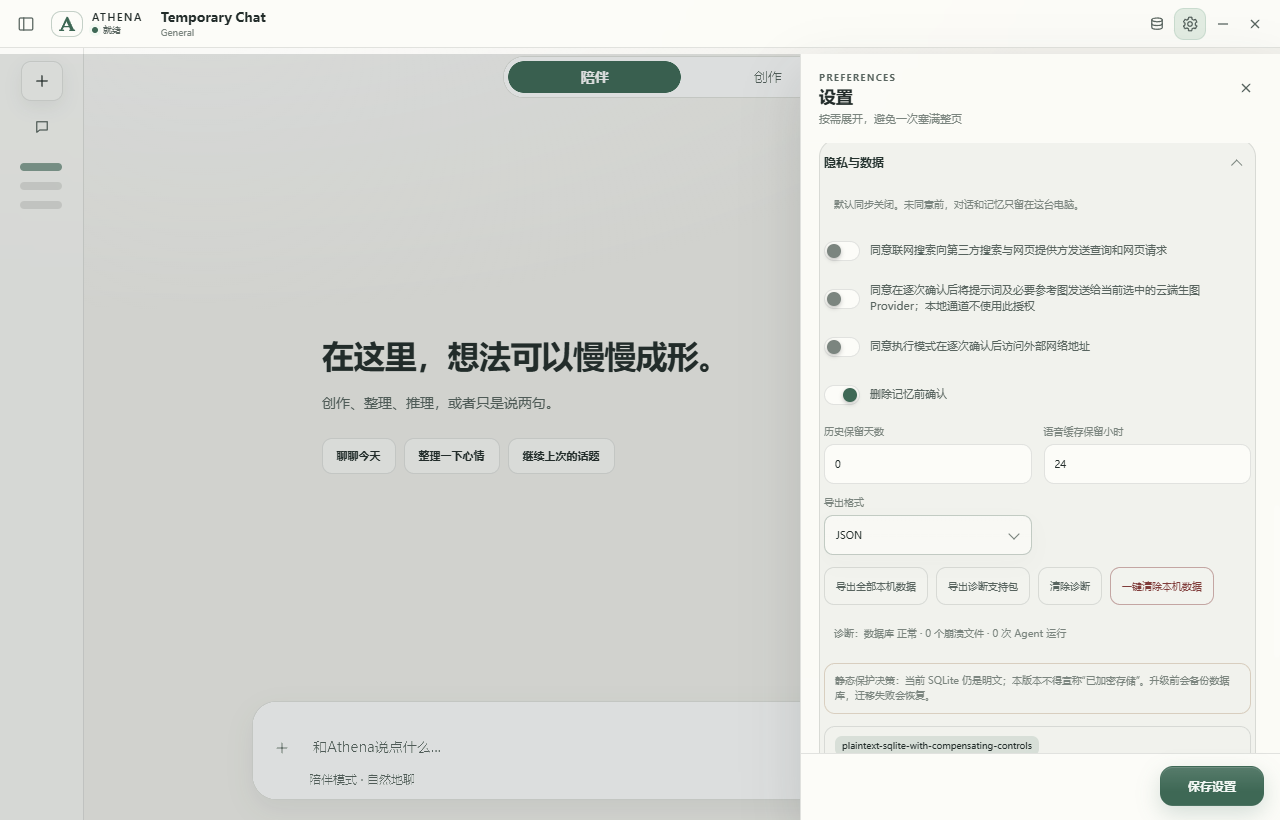 A
ATHENA
就绪
Temporary Chat
General
陪伴
创作
在这里，想法可以慢慢成形。
创作、整理、推理，或者只是说两句。
聊聊今天
整理一下心情
继续上次的话题
和Athena说点什么...
陪伴模式 · 自然地聊
PREFERENCES
设置
按需展开，避免一次塞满整页
隐私与数据
默认同步关闭。未同意前，对话和记忆只留在这台电脑。
同意联网搜索向第三方搜索与网页提供方发送查询和网页请求
同意在逐次确认后将提示词及必要参考图发送给当前选中的云端生图
Provider；本地通道不使用此授权
同意执行模式在逐次确认后访问外部网络地址
删除记忆前确认
历史保留天数
语音缓存保留小时
0
24
导出格式
JSON
导出全部本机数据
导出诊断支持包
清除诊断
一键清除本机数据
诊断：数据库 正常 · 0 个崩溃文件 · 0 次 Agent 运行
静态保护决策：当前 SQLite 仍是明文；本版本不得宣称“已加密存储”。升级前会备份数据
库，迁移失败会恢复。
plaintext-sqlite-with-compensating-controls
保存设置